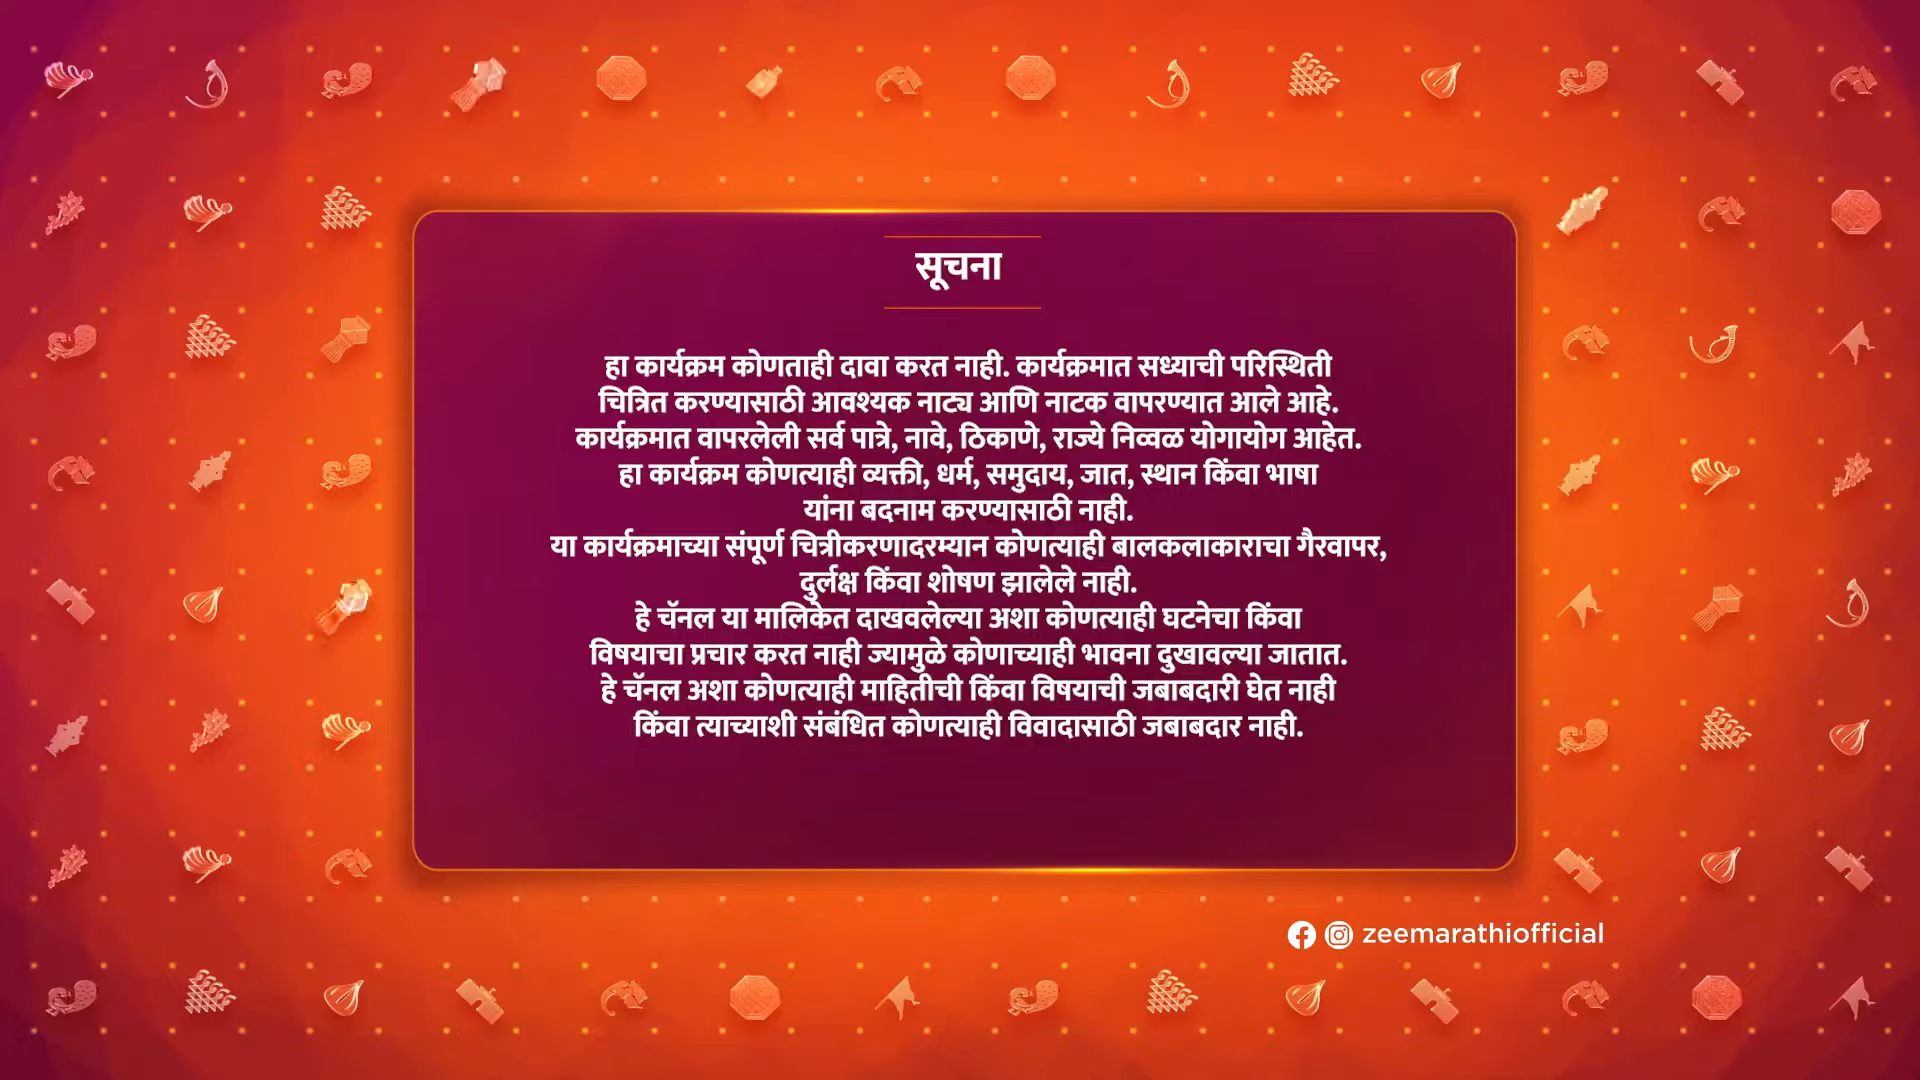 सूचना
हा कार्यक्रम कोणताही दावा करत नाही. कार्यक्रमात सध्याची परिस्थिती
चित्रित करण्यासाठी आवश्यक नाट्य आणि नाटक वापरण्यात आले आहे.
कार्यक्रमात वापरलेली सर्व पात्रे, नावे, ठिकाणे, राज्ये निव्वळ योगायोग आहेत.
हा कार्यक्रम कोणत्याही व्यक्ती, धर्म, समुदाय, जात, स्थान किंवा भाषा
यांना बदनाम करण्यासाठी नाही.
या कार्यक्रमाच्या संपूर्ण चित्रीकरणादरम्यान कोणत्याही बालकलाकाराचा गैरवापर,
दुर्लक्ष किंवा शोषण झालेले नाही.
हे चॅनल या मालिकेत दाखवलेल्या अशा कोणत्याही घटनेचा किंवा
विषयाचा प्रचार करत नाही ज्यामुळे कोणाच्याही भावना दुखावल्या जातात.
हे चॅनल अशा कोणत्याही माहितीची किंवा विषयाची जबाबदारी घेत नाही
किंवा त्याच्याशी संबंधित कोणत्याही विवादासाठी जबाबदार नाही.
zeemarathiofficial